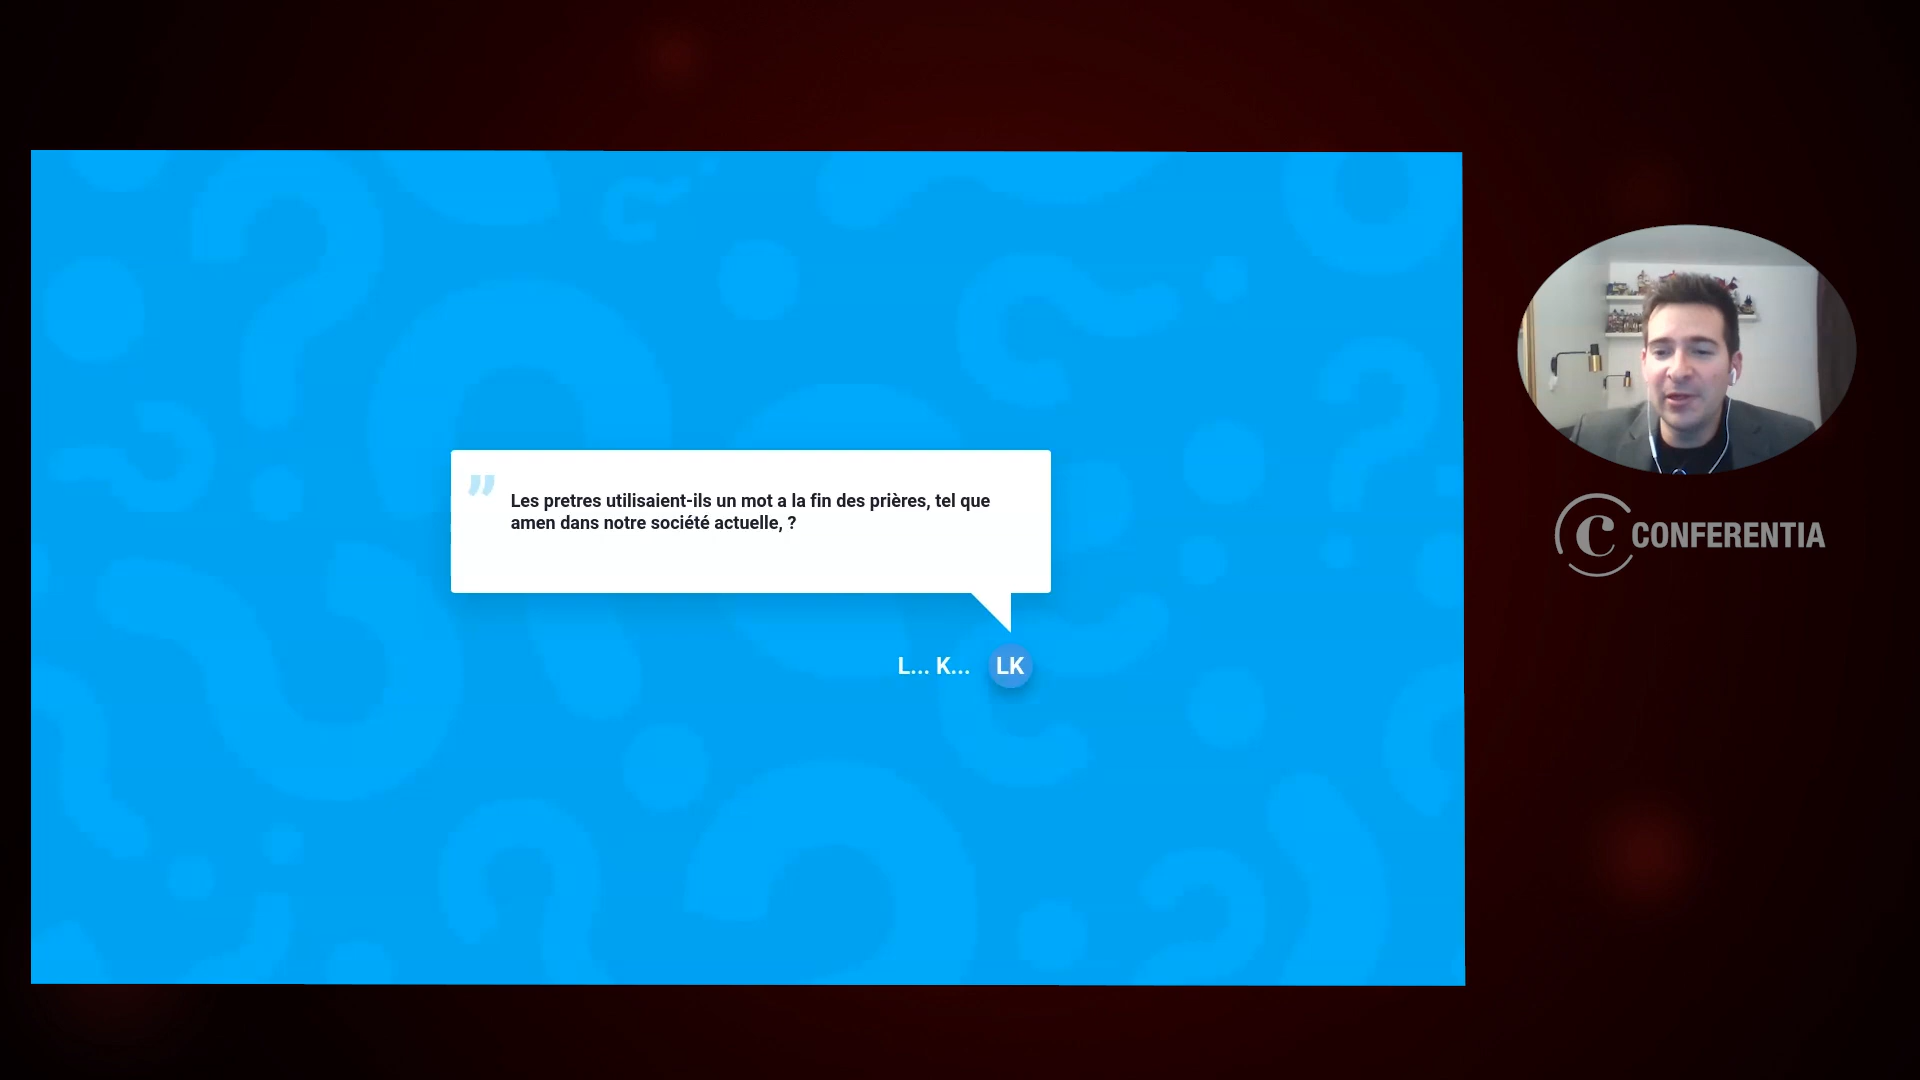 Les pretres utilisaient-ils un mot a la fin des prières, tel que
amen dans notre société actuelle, ?
L... K...
LK
C CONFERENTIA